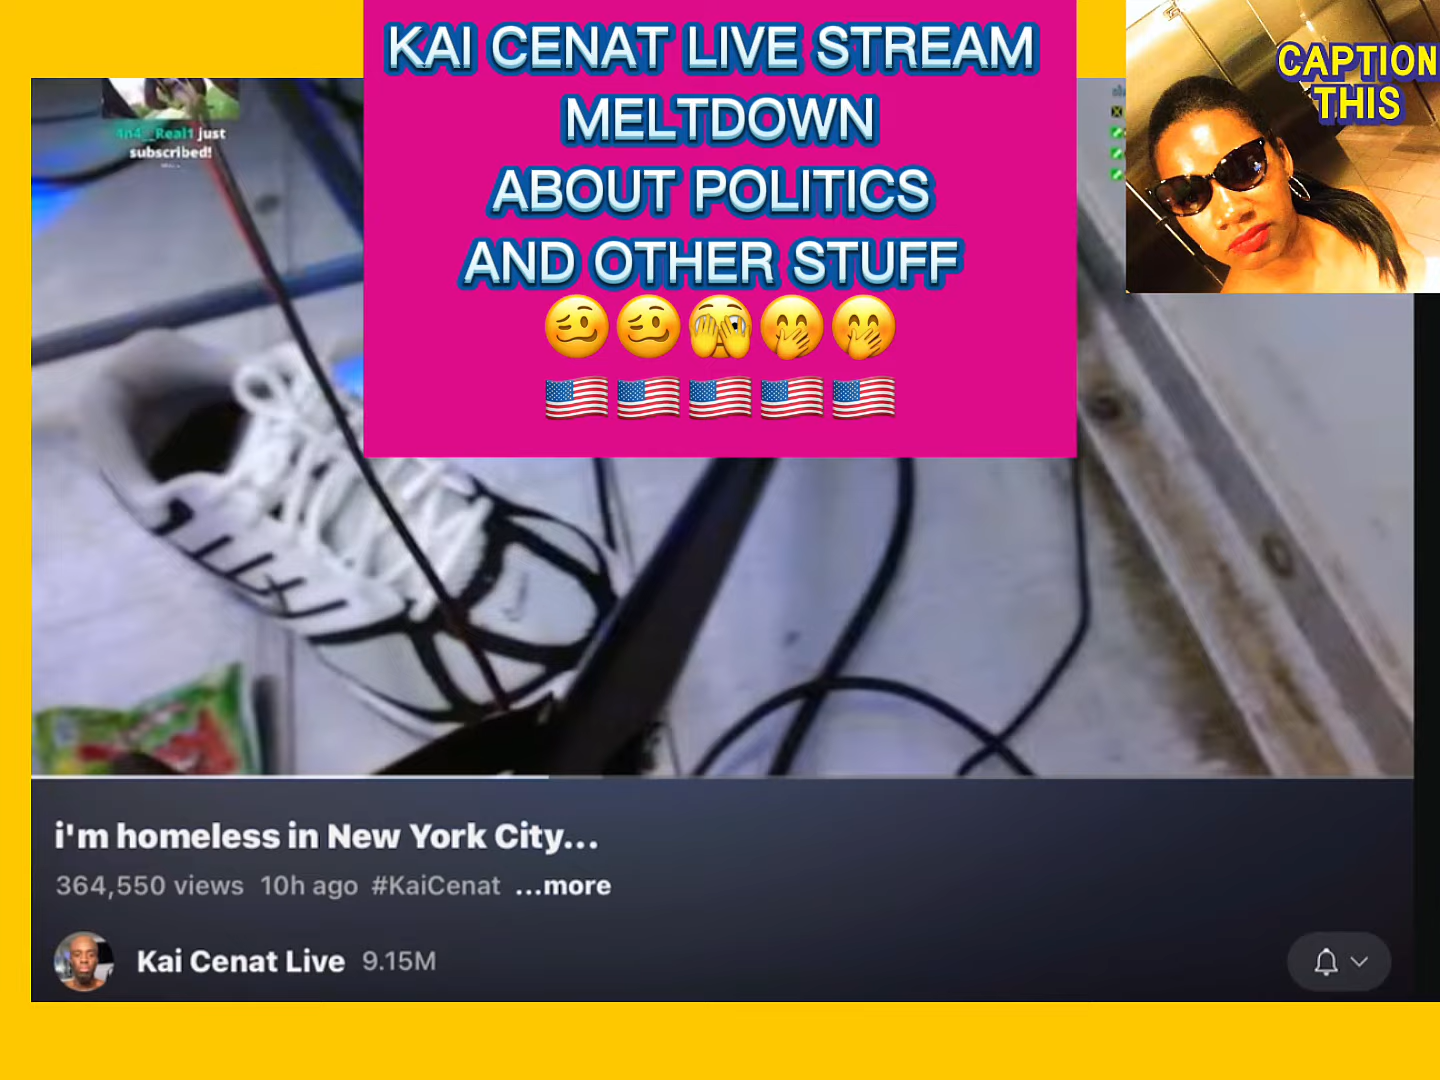 KAI CENAT LIVE STREAM
MELTDOWN
ABOUT POLITICS
AND OTHER STUFF
CAPTION
THIS
4n4_Real1 just
subscribed!
i'm homeless in New York City...
364,550 views 10h ago #KaiCenat ...more
Kai Cenat Live 9.15M